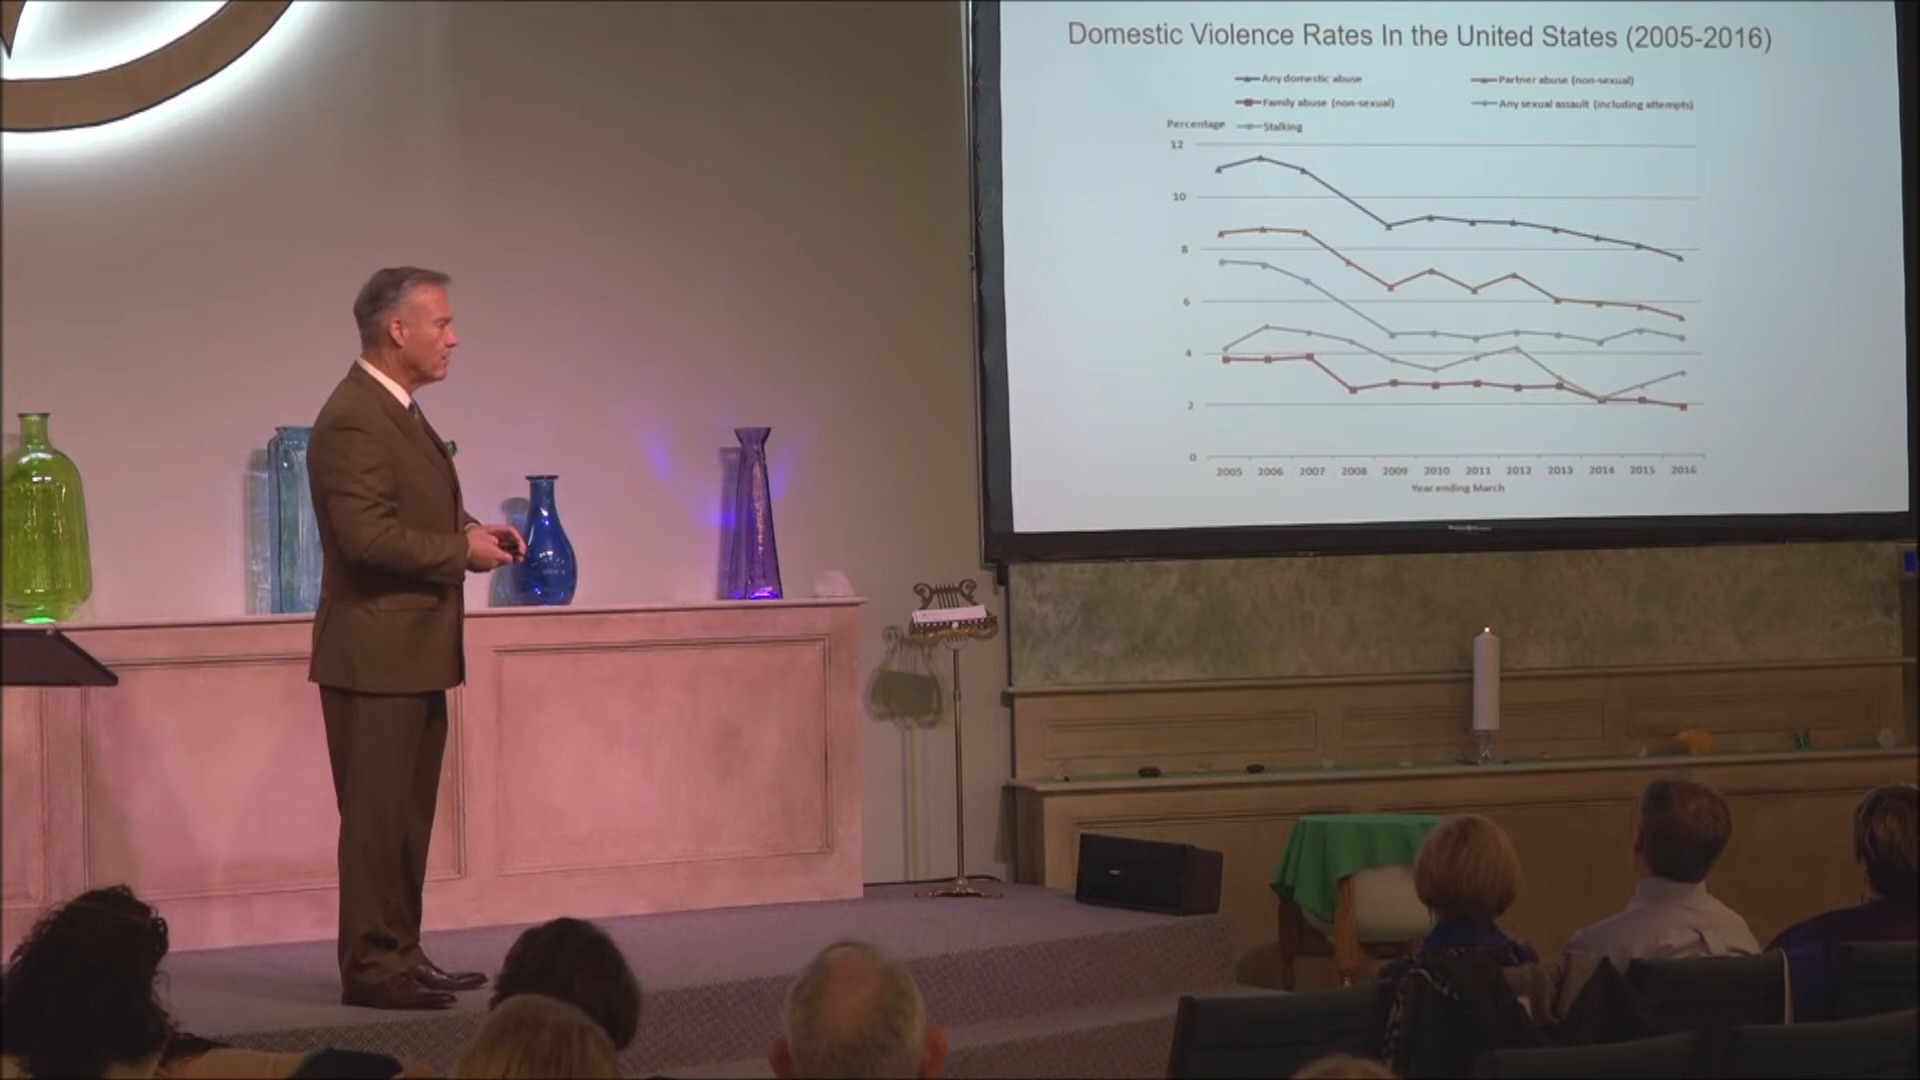 Domestic Violence Rates In the United States (2005-2016)
Any domestic abuse
Partner abuse (non-sexual)
Family abuse (non-sexual)
Any sexual assault (including attempts)
Percentage
Stalking
12
10
8
6
4
2
0
2005 2006 2007 2008 2009 2010 2011 2012 2013 2014 2015 2016
Year ending March